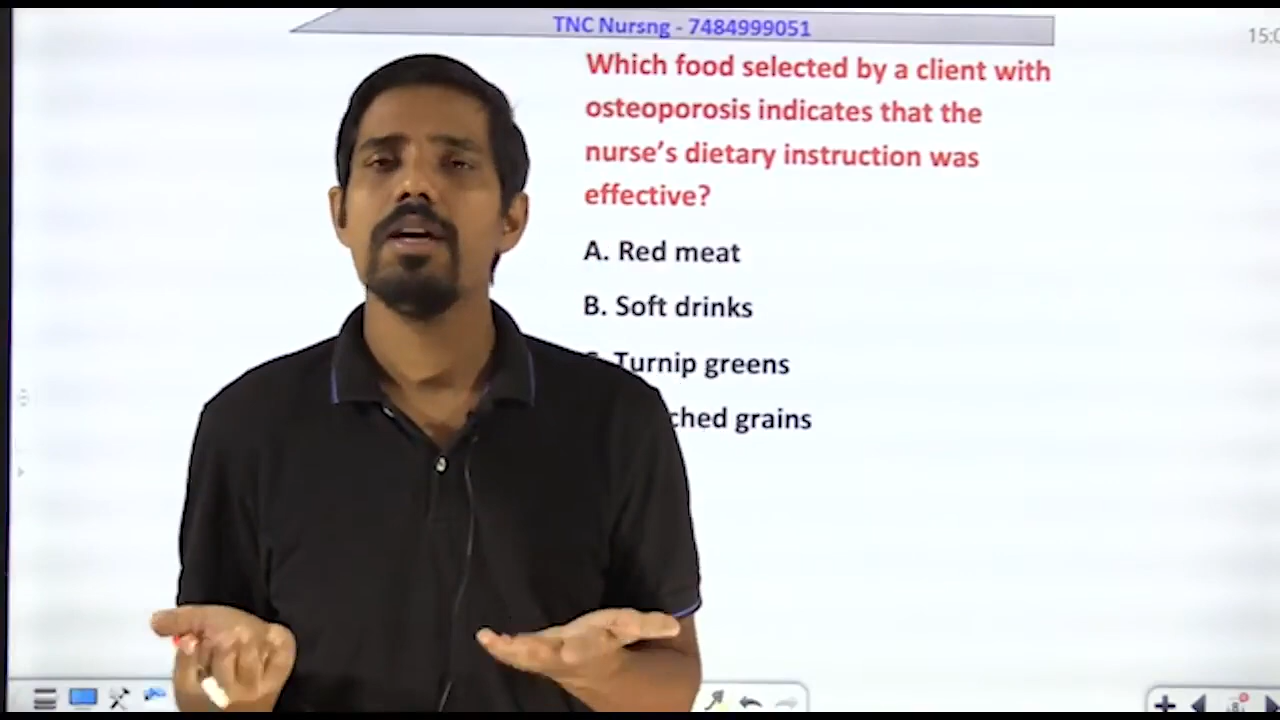 TNC Nursng - 7484999051
15:0
Which food selected by a client with
osteoporosis indicates that the
nurse's dietary instruction was
effective?
A. Red meat
B. Soft drinks
Turnip greens
ched grains